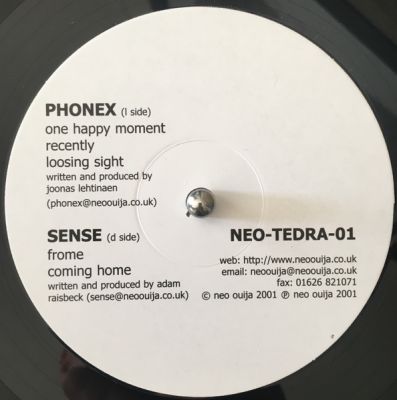 PHONEX (l side)
one happy moment
recently
loosing sight
written and produced by
joonas lehtinaen
(phonex@neoouija.co.uk)
SENSE (d side)
frome
coming home
written and produced by adam
raisbeck (sense@neoouija.co.uk)
NEO-TEDRA-01
web: http://www.neoouija.co.uk
email: neoouija@neoouija.co.uk
fax: 01626 821071
© neo ouija 2001 ℗ neo ouija 2001